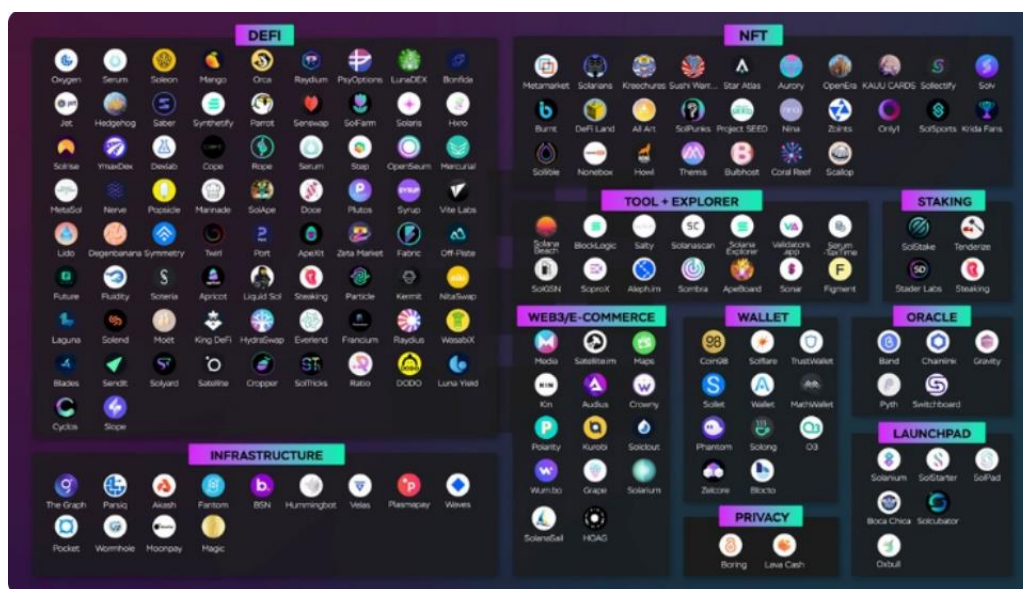 DEFI
Oxygen Serum Soleon Mango Orca Raydium PsyOptions LunaDEX Bonfida
Jet Hedgehog Saber Synthetify Parrot Senswap SolFarm Solaris Hxro
Solrise YmaxDex Dexlab Cope Rope Serum Step OpenSeum Mercurial
MetaSol Nerve Popsicle Marinade SolApe Doce Plutos Syrup Vite Labs
Lido Degenbanana Symmetry Twirl Port ApeXit Zeta Market Fabric Off-Piste
Future Fluidity Soteria Apricot Liquid Sol Steaking Particle Kermit NitaSwap
Laguna Solend Moët King DeFi HydraSwap Everlend Francium Raydius WasabiX
Blades Sendit Solyard Satellite Cropper SolTricks Ratio DODO Luna Yield
Cyclos Slope
INFRASTRUCTURE
The Graph Parsiq Akash Fantom BSN Hummingbot Velas Plasmapay Waves
Pocket Wormhole Moonpay Magic
NFT
Metamarket Solarians Kreechures Sushi Warr... Star Atlas Aurory OpenEra KAIJU CARDS Sollectify Solv
Burnt DeFi Land All Art SolPunks Project SEED Nina Zoints Only1 SolSports Krida Fans
Solible Nonebox Howl Themis Bulbhost Coral Reef Scallop
TOOL + EXPLORER
Solana Beach BlockLogic Salty Solanascan Solana Explorer Validators .app Serum
SolGSN SoproX Aleph.im Sombra ApeBoard Sonar Figment
STAKING
SolStake Tenderize
Stader Labs Steaking
WEB3/E-COMMERCE
Media Satellite.im Maps
Kin Audius Crowny
Polarity Kurobi Solclout
Wum.bo Grape Solarium
SolanaSail HOAG
WALLET
Coin98 Solflare TrustWallet
Sollet Wallet MathWallet
Phantom Solong O3
Zelcore Blocto
PRIVACY
Boring Lava Cash
ORACLE
Band Chainlink Gravity
Pyth Switchboard
LAUNCHPAD
Solanium SolStarter SolPad
Boca Chica Solcubator
Oxbull